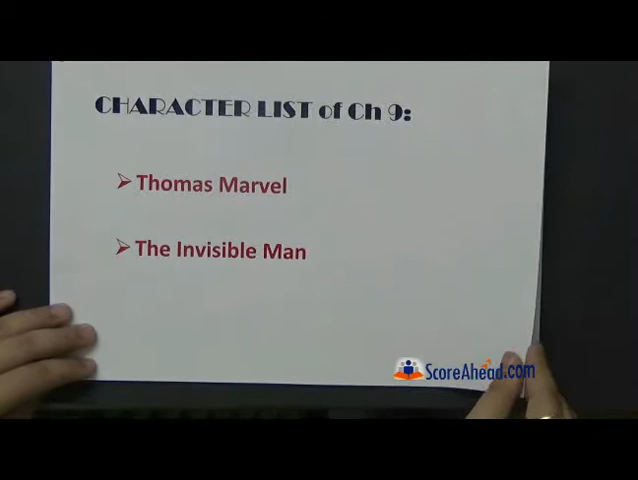 CHARACTER LIST of Ch 9:
Thomas Marvel
The Invisible Man
ScoreAhead.com